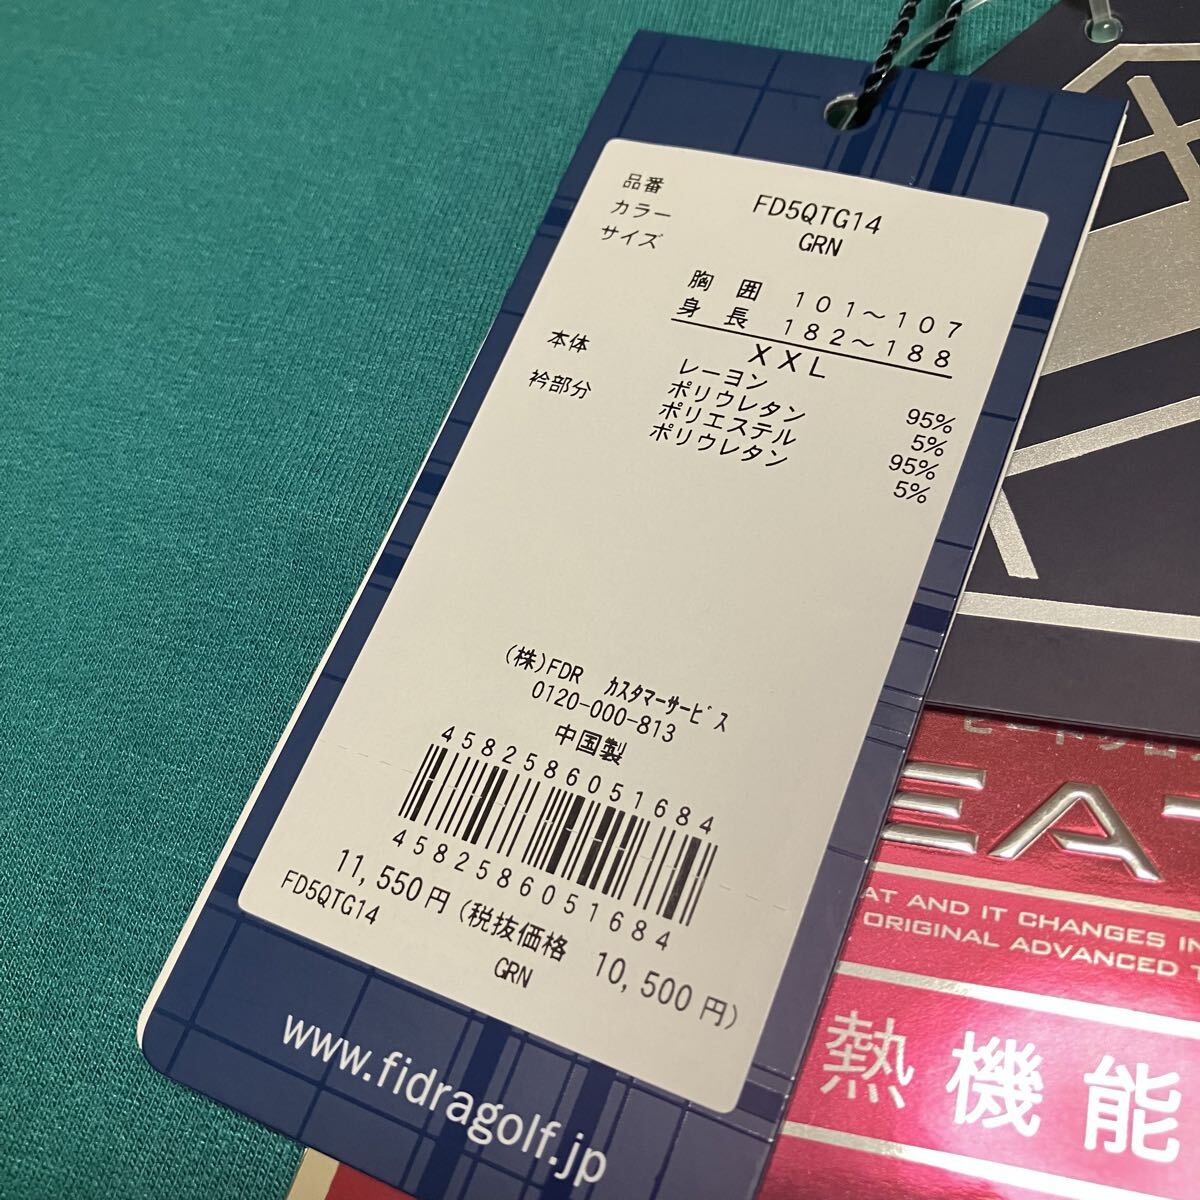 品番 FD5QTG14
カラー GRN
サイズ
胸囲 101〜107
身長 182〜188
XXL
本体 レーヨン 95%
ポリウレタン 5%
衿部分 ポリエステル 95%
ポリウレタン 5%
(株)FDR カスタマーサービス
0120-000-813
中国製
4582586051684
4582586051684
11,550円(税抜価格 10,500円)
FD5QTG14 GRN
www.fidragolf.jp
EAT
AT AND IT CHANGES IN
ORIGINAL ADVANCED T
熱機能